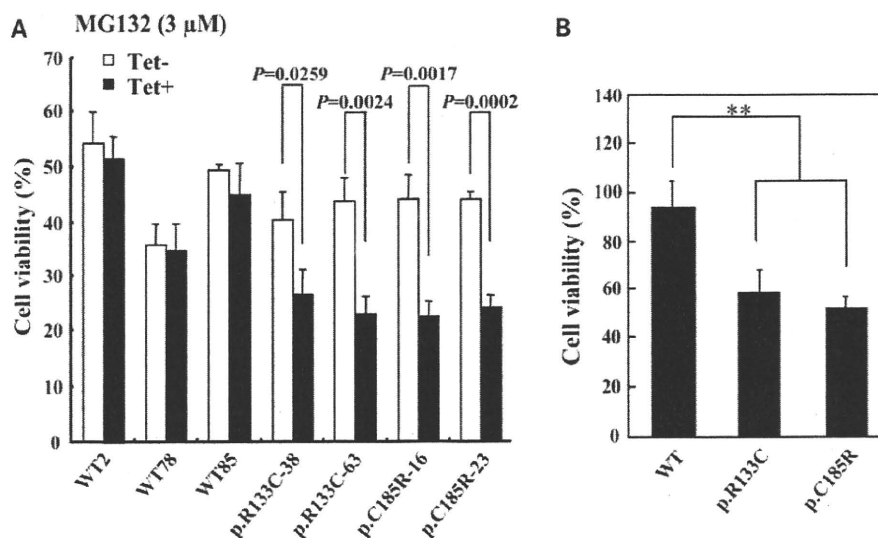 A
MG132 (3 µM)
Tet-
Tet+
P=0.0259
P=0.0024
P=0.0017
P=0.0002
Cell viability (%)
70
60
50
40
30
20
10
0
WT2
WT78
WT85
p.R133C-38
p.R133C-63
p.C185R-16
p.C185R-23
B
**
Cell viability (%)
140
120
100
80
60
40
20
0
WT
p.R133C
p.C185R